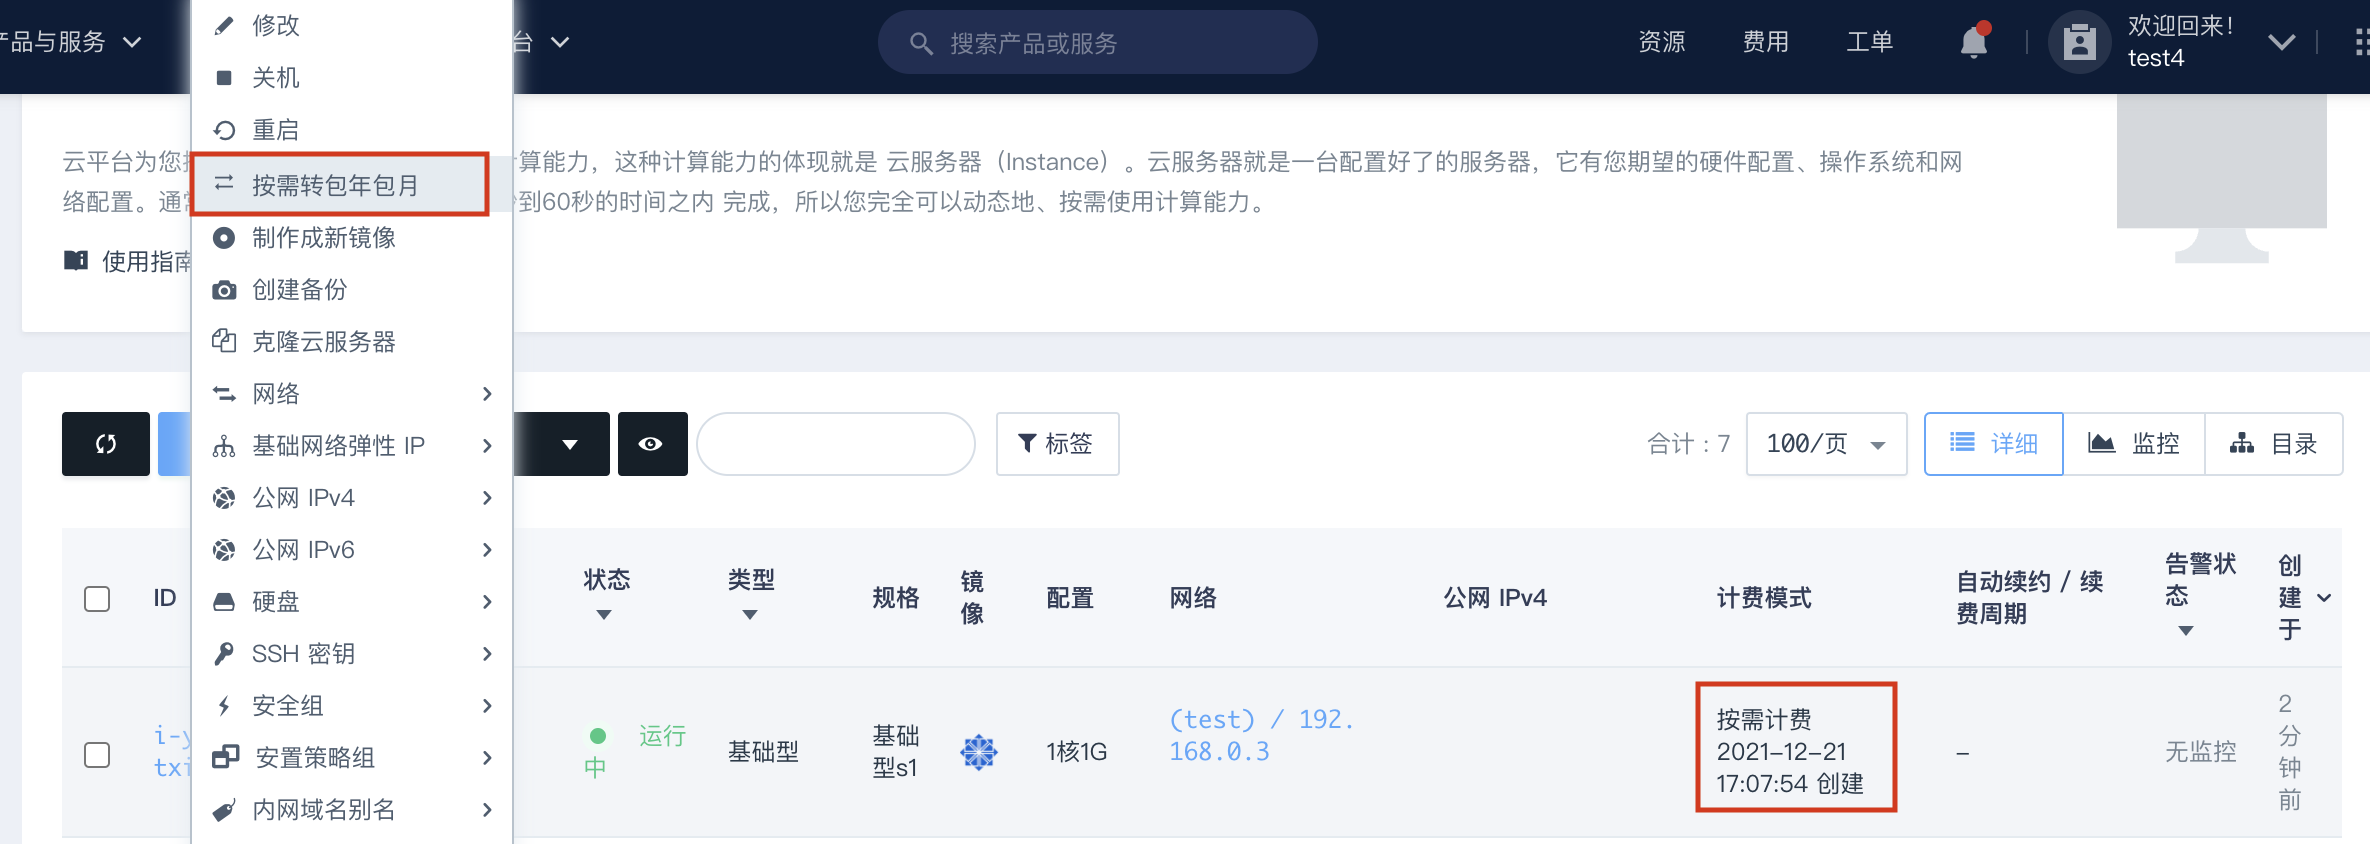 产品与服务
台
搜索产品或服务
资源
费用
工单
欢迎回来！
test4
修改
关机
重启
按需转包年包月
制作成新镜像
创建备份
克隆云服务器
网络
基础网络弹性 IP
公网 IPv4
公网 IPv6
硬盘
SSH 密钥
安全组
安置策略组
内网域名别名
云平台为您
计算能力，这种计算能力的体现就是 云服务器（Instance）。云服务器就是一台配置好了的服务器，它有您期望的硬件配置、操作系统和网
络配置。通
到60秒的时间之内 完成，所以您完全可以动态地、按需使用计算能力。
使用指南
标签
合计：7
100/页
详细
监控
目录
ID
状态
类型
规格
镜像
配置
网络
公网 IPv4
计费模式
自动续约 / 续
费周期
告警状
态
创
建
于
i-y
txi
运行
中
基础型
基础
型s1
1核1G
(test) / 192.
168.0.3
按需计费
2021-12-21
17:07:54 创建
–
无监控
2
分
钟
前